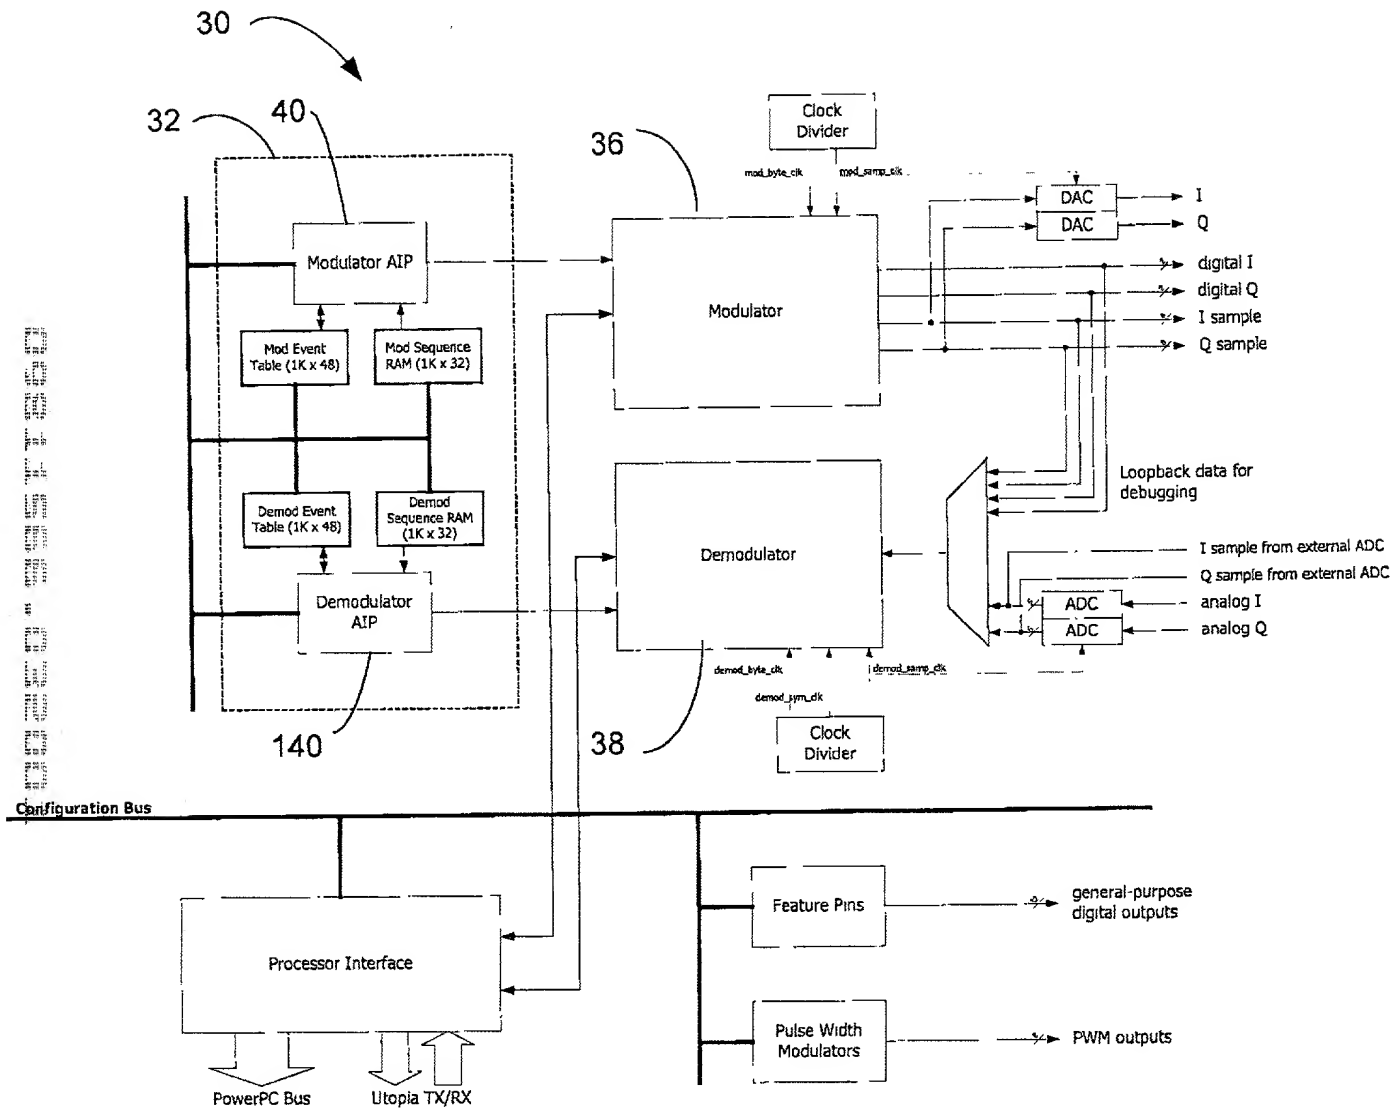 30
32
40
36
Clock
Divider
mod_byte_clk
mod_samp_clk
DAC
I
DAC
Q
Modulator AIP
Modulator
digital I
digital Q
I sample
Q sample
Mod Event
Table (1K x 48)
Mod Sequence
RAM (1K x 32)
Loopback data for
debugging
Demod Event
Table (1K x 48)
Demod
Sequence RAM
(1K x 32)
Demodulator
I sample from external ADC
Q sample from external ADC
Demodulator
AIP
ADC
analog I
ADC
analog Q
demod_byte_clk
demod_samp_clk
demod_sym_clk
140
38
Clock
Divider
Configuration Bus
Processor Interface
Feature Pins
general-purpose
digital outputs
Pulse Width
Modulators
PWM outputs
PowerPC Bus
Utopia TX/RX